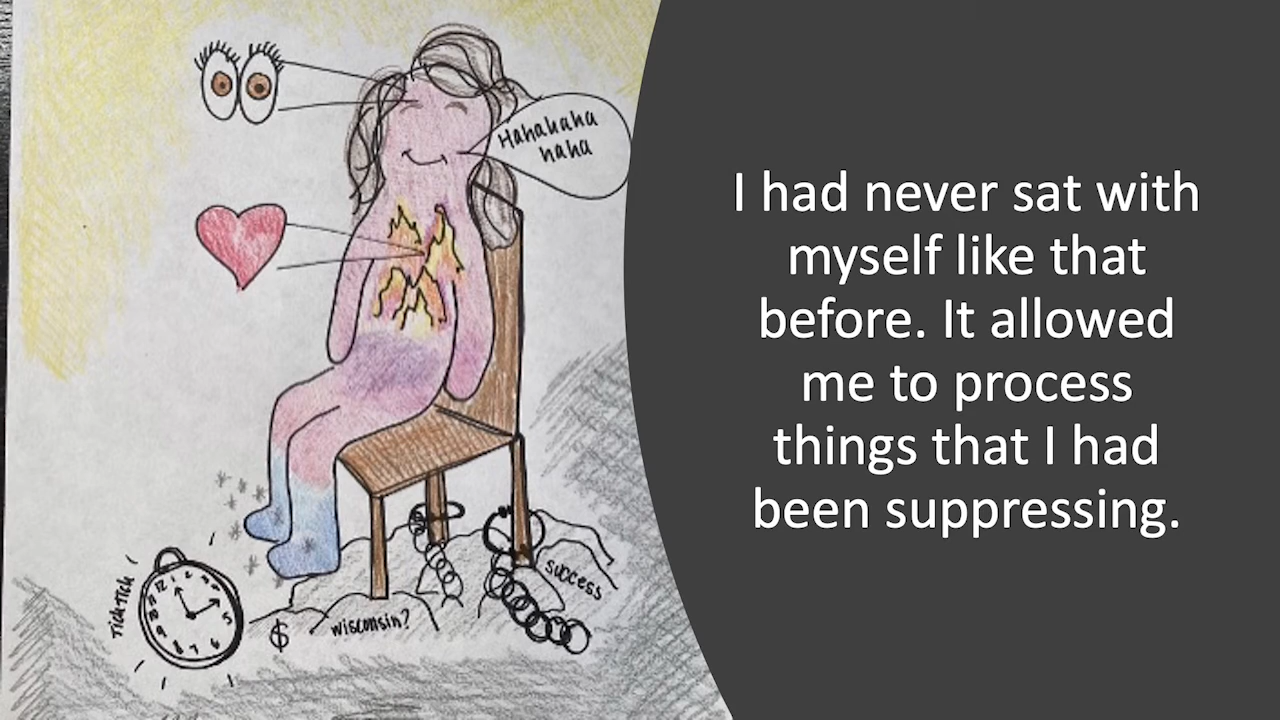 Hahahaha
haha
Tick Tick
$
wisconsin?
success
I had never sat with
myself like that
before. It allowed
me to process
things that I had
been suppressing.